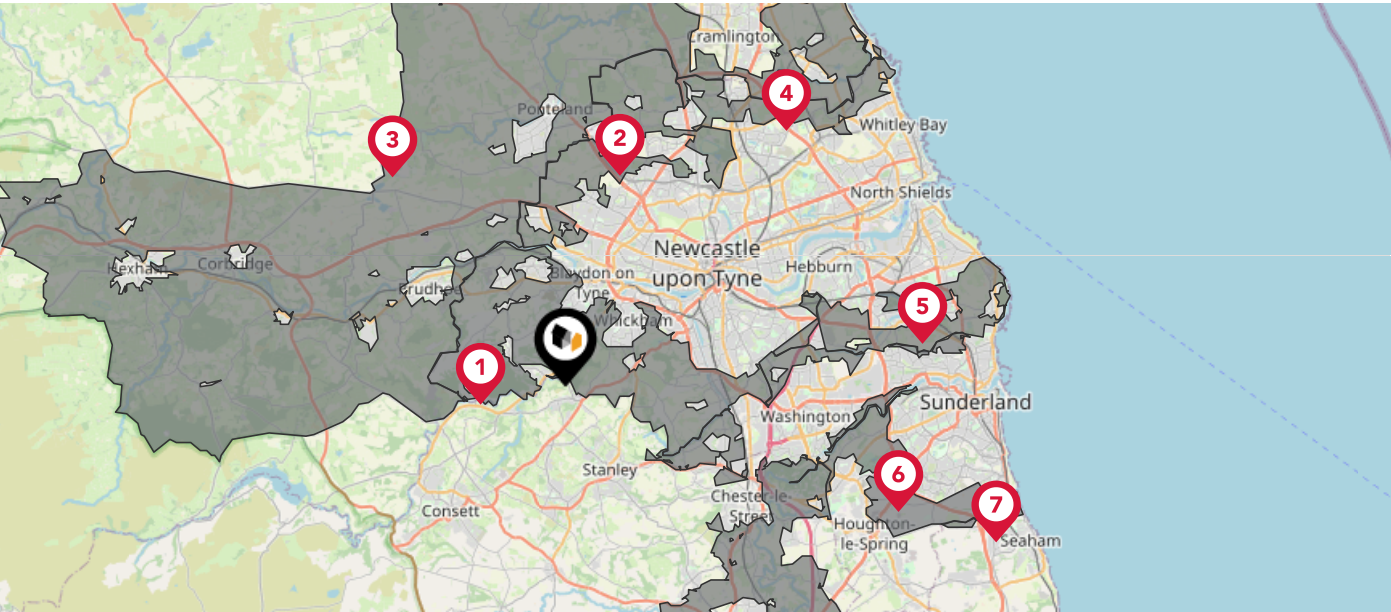 Cramlington
Ponteland
4
Whitley Bay
2
3
North Shields
Newcastle
upon Tyne
Hebburn
Hexham
Corbridge
Prudhoe
Blaydon on
Tyne
Whickham
5
1
Washington
Sunderland
Stanley
6
Consett
Chester-le-
Street
7
Houghton-
le-Spring
Seaham